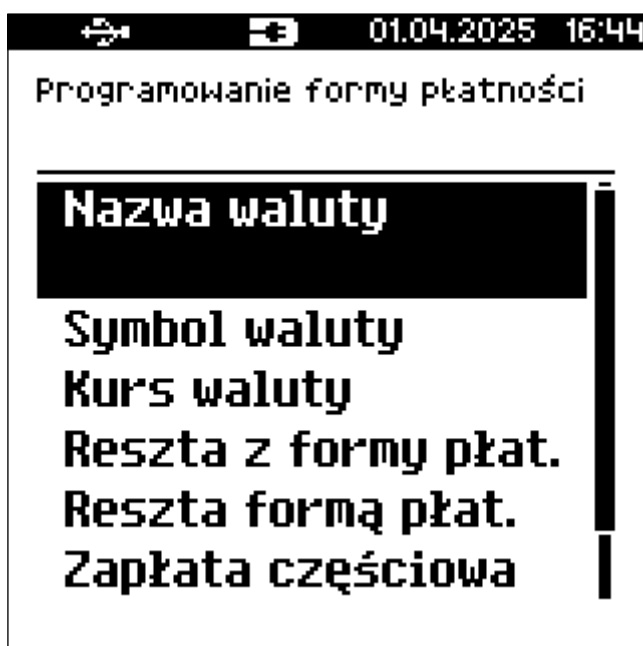 01.04.2025 16:44
Programowanie formy płatności
Nazwa waluty
Symbol waluty
Kurs waluty
Reszta z formy płat.
Reszta formą płat.
Zapłata częściowa